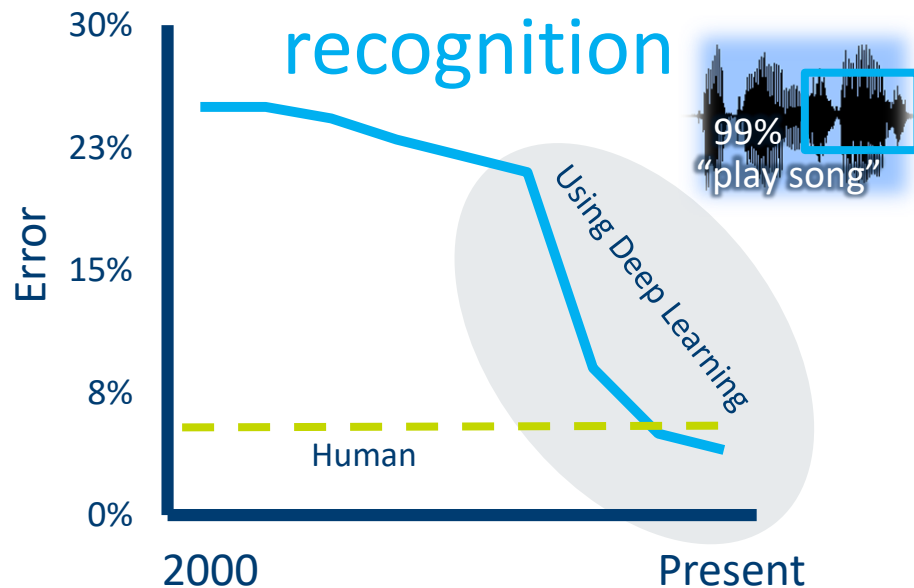 recognition
30%
23%
15%
8%
0%
Error
99%
“play song”
Using Deep Learning
Human
2000
Present